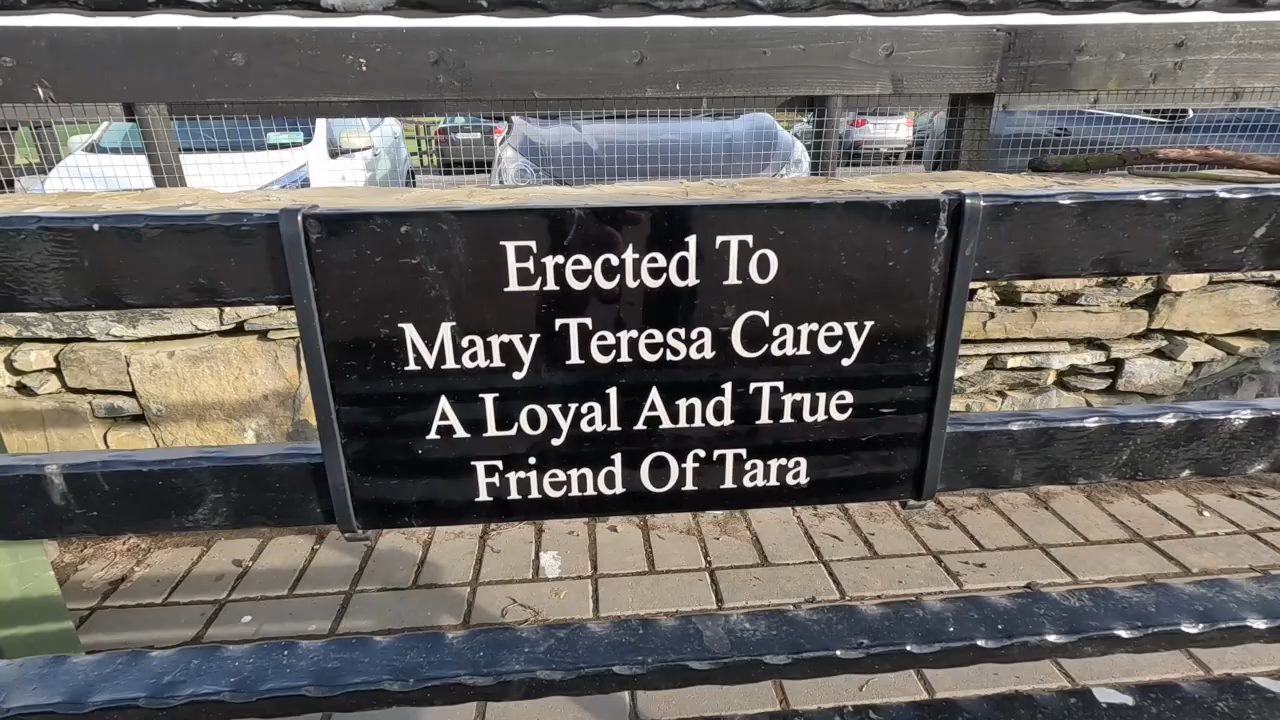 Erected To
Mary Teresa Carey
A Loyal And True
Friend Of Tara